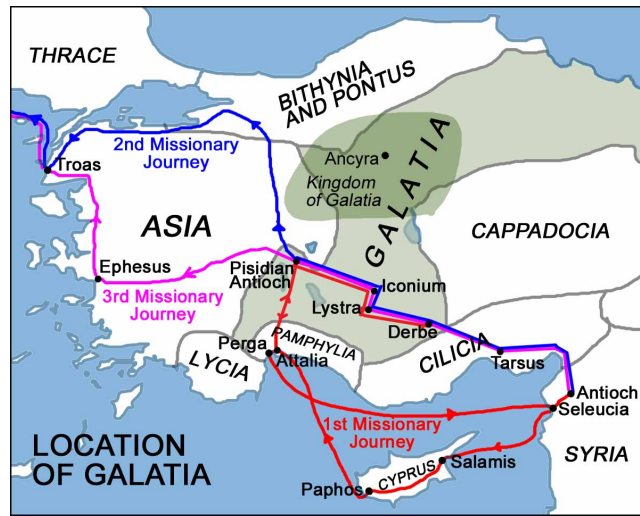 THRACE
BITHYNIA
AND PONTUS
2nd Missionary
Journey
Troas
Ancyra
Kingdom
of Galatia
GALATIA
ASIA
CAPPADOCIA
Ephesus
Pisidian
Antioch
3rd Missionary
Journey
Iconium
Lystra
Derbe
PAMPHYLIA
Perga
Attalia
LYCIA
CILICIA
Tarsus
Antioch
Seleucia
1st Missionary
Journey
LOCATION
OF GALATIA
SYRIA
CYPRUS
Salamis
Paphos